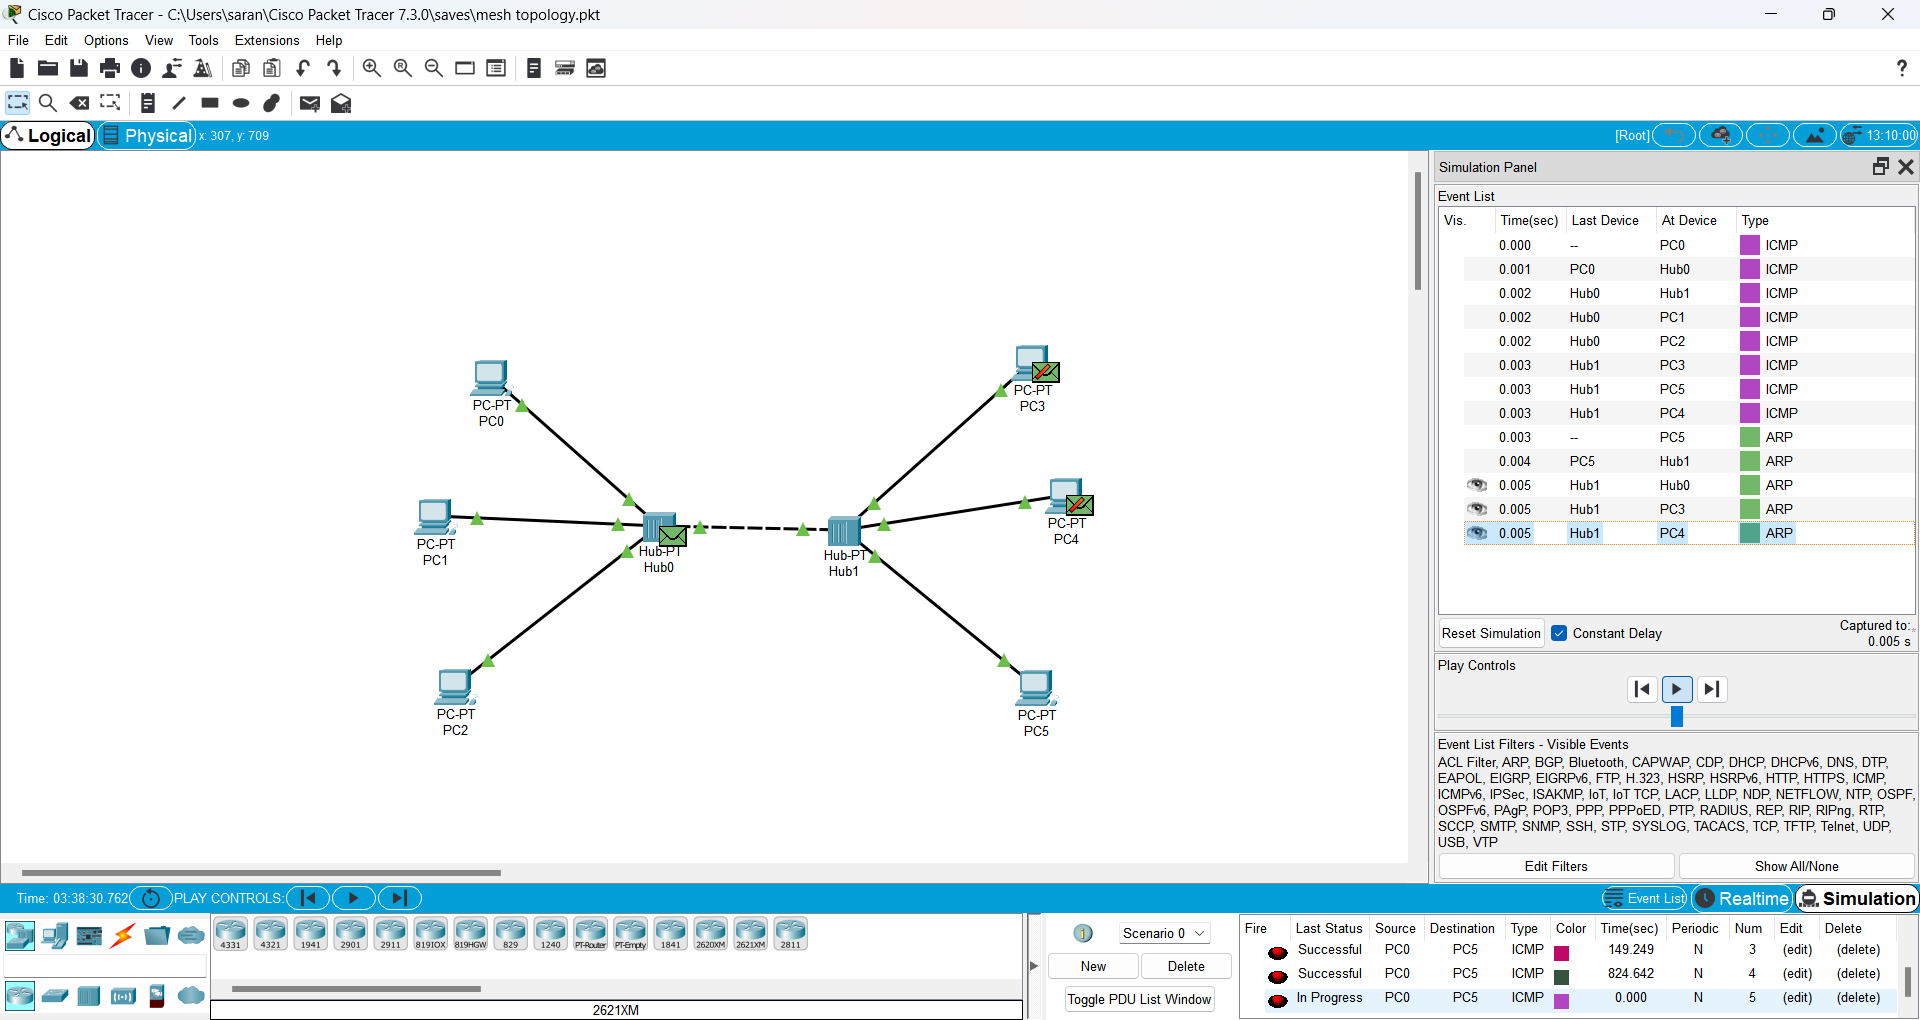 Cisco Packet Tracer - C:\Users\saran\Cisco Packet Tracer 7.3.0\saves\mesh topology.pkt
File Edit Options View Tools Extensions Help
Logical Physical x: 307, y: 709 [Root] 13:10:00
PC-PT
PC0
PC-PT
PC1
PC-PT
PC2
Hub-PT
Hub0
Hub-PT
Hub1
PC-PT
PC3
PC-PT
PC4
PC-PT
PC5
Simulation Panel
Event List
Vis. Time(sec) Last Device At Device Type
0.000 -- PC0 ICMP
0.001 PC0 Hub0 ICMP
0.002 Hub0 Hub1 ICMP
0.002 Hub0 PC1 ICMP
0.002 Hub0 PC2 ICMP
0.003 Hub1 PC3 ICMP
0.003 Hub1 PC5 ICMP
0.003 Hub1 PC4 ICMP
0.003 -- PC5 ARP
0.004 PC5 Hub1 ARP
0.005 Hub1 Hub0 ARP
0.005 Hub1 PC3 ARP
0.005 Hub1 PC4 ARP
Reset Simulation Constant Delay Captured to:
0.005 s
Play Controls
Event List Filters - Visible Events
ACL Filter, ARP, BGP, Bluetooth, CAPWAP, CDP, DHCP, DHCPv6, DNS, DTP,
EAPOL, EIGRP, EIGRPv6, FTP, H.323, HSRP, HSRPv6, HTTP, HTTPS, ICMP,
ICMPv6, IPSec, ISAKMP, IoT, IoT TCP, LACP, LLDP, NDP, NETFLOW, NTP, OSPF,
OSPFv6, PAgP, POP3, PPP, PPPoED, PTP, RADIUS, REP, RIP, RIPng, RTP,
SCCP, SMTP, SNMP, SSH, STP, SYSLOG, TACACS, TCP, TFTP, Telnet, UDP,
USB, VTP
Edit Filters Show All/None
Time: 03:38:30.762 PLAY CONTROLS: Event List Realtime Simulation
4331 4321 1941 2901 2911 819IOX 819HGW 829 1240 PT-Router PT-Empty 1841 2620XM 2621XM 2811
2621XM
Scenario 0
New Delete
Toggle PDU List Window
Fire Last Status Source Destination Type Color Time(sec) Periodic Num Edit Delete
Successful PC0 PC5 ICMP 149.249 N 3 (edit) (delete)
Successful PC0 PC5 ICMP 824.642 N 4 (edit) (delete)
In Progress PC0 PC5 ICMP 0.000 N 5 (edit) (delete)